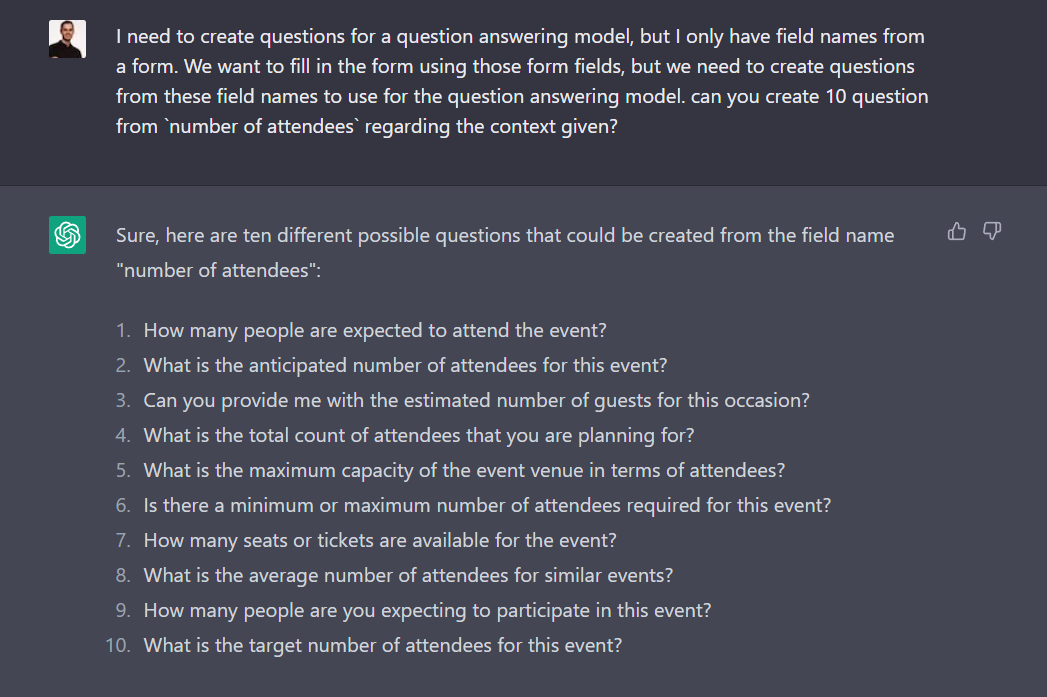 I need to create questions for a question answering model, but I only have field names from
a form. We want to fill in the form using those form fields, but we need to create questions
from these field names to use for the question answering model. can you create 10 question
from `number of attendees` regarding the context given?
Sure, here are ten different possible questions that could be created from the field name
"number of attendees":
1. How many people are expected to attend the event?
2. What is the anticipated number of attendees for this event?
3. Can you provide me with the estimated number of guests for this occasion?
4. What is the total count of attendees that you are planning for?
5. What is the maximum capacity of the event venue in terms of attendees?
6. Is there a minimum or maximum number of attendees required for this event?
7. How many seats or tickets are available for the event?
8. What is the average number of attendees for similar events?
9. How many people are you expecting to participate in this event?
10. What is the target number of attendees for this event?